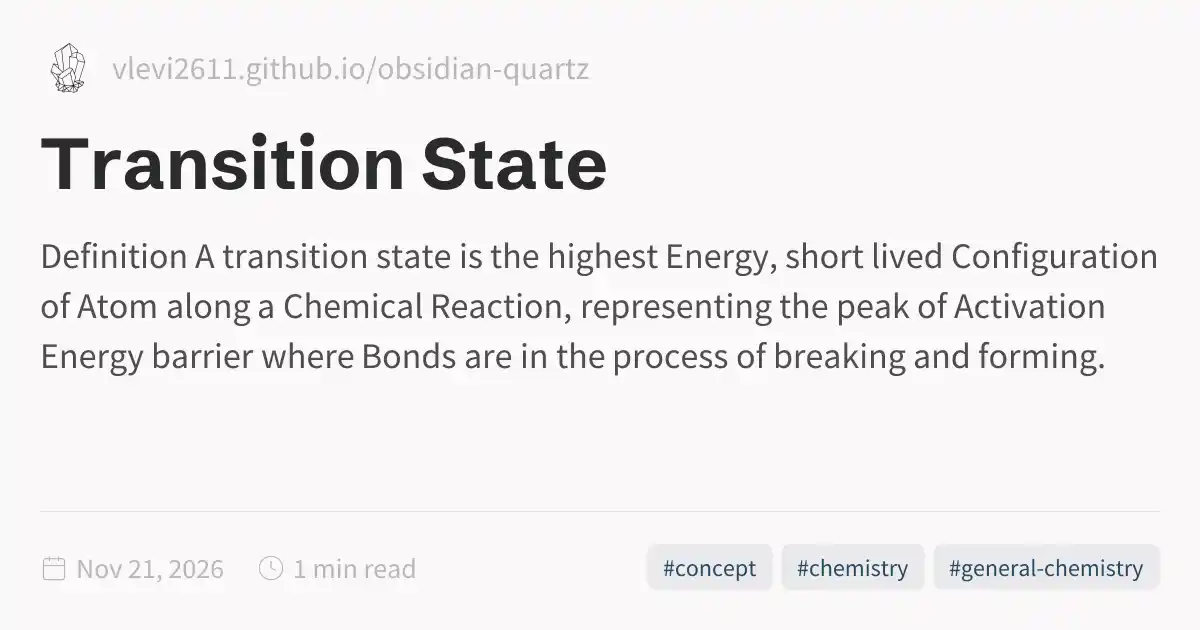 vlevi2611.github.io/obsidian-quartz
Transition State
Definition A transition state is the highest Energy, short lived Configuration
of Atom along a Chemical Reaction, representing the peak of Activation
Energy barrier where Bonds are in the process of breaking and forming.
Nov 21, 2026 1 min read #concept #chemistry #general-chemistry